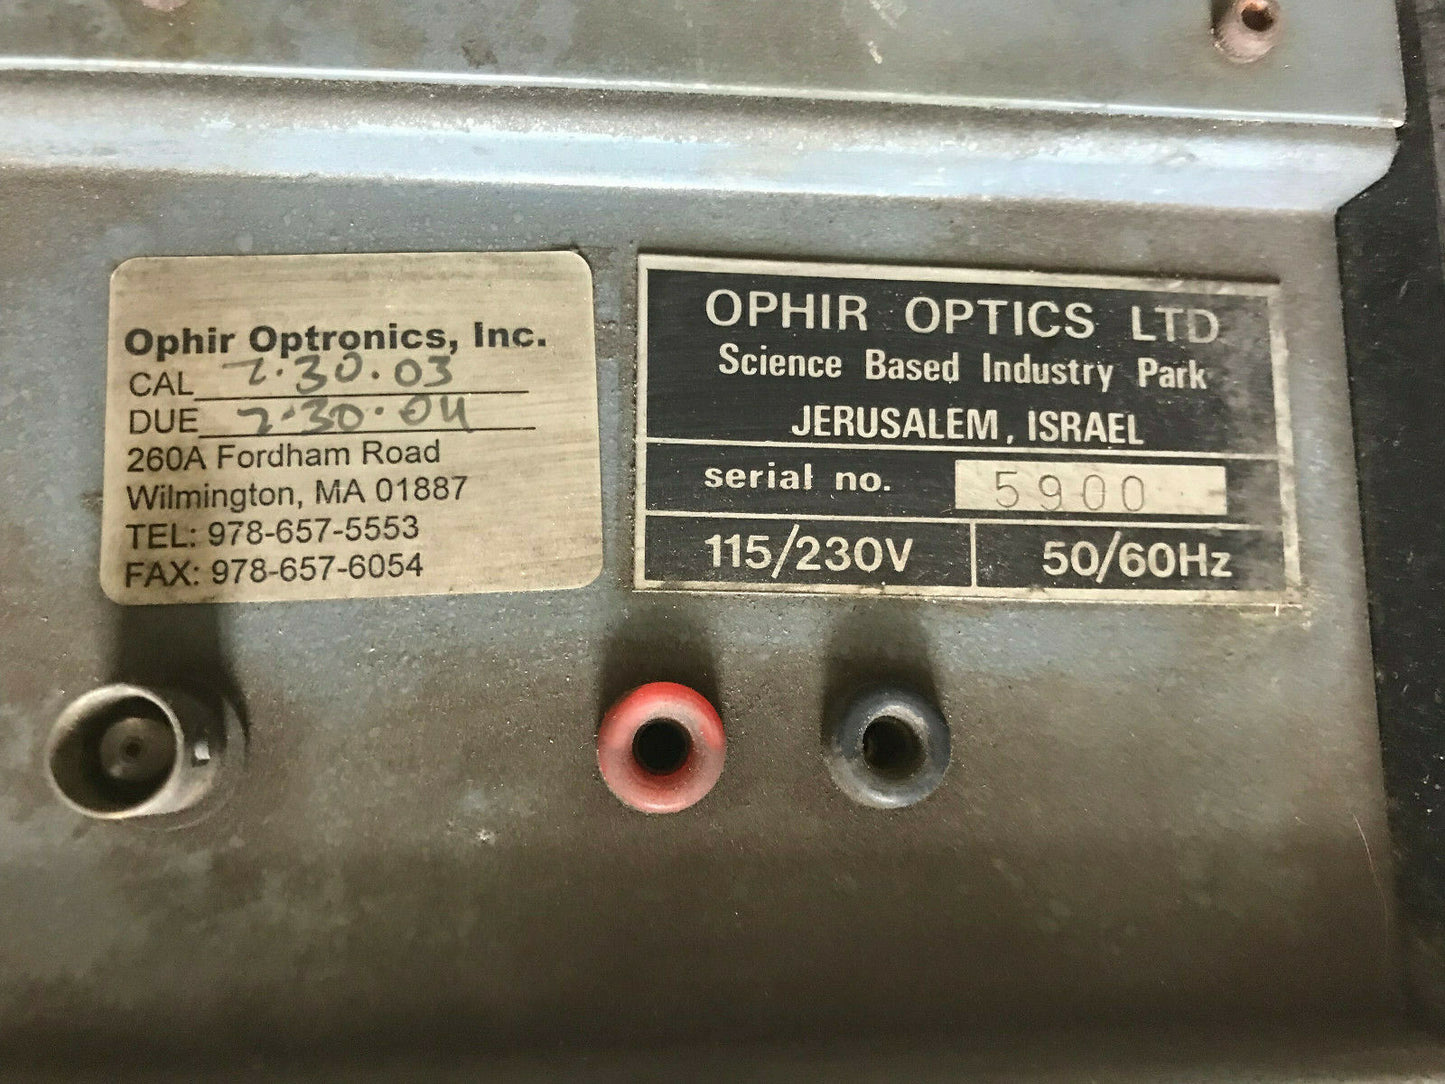 Ophir Optronics, Inc.
CAL 7.30.03
DUE 7.30.04
260A Fordham Road
Wilmington, MA 01887
TEL: 978-657-5553
FAX: 978-657-6054
OPHIR OPTICS LTD
Science Based Industry Park
JERUSALEM, ISRAEL
serial no. 5900
115/230V 50/60Hz